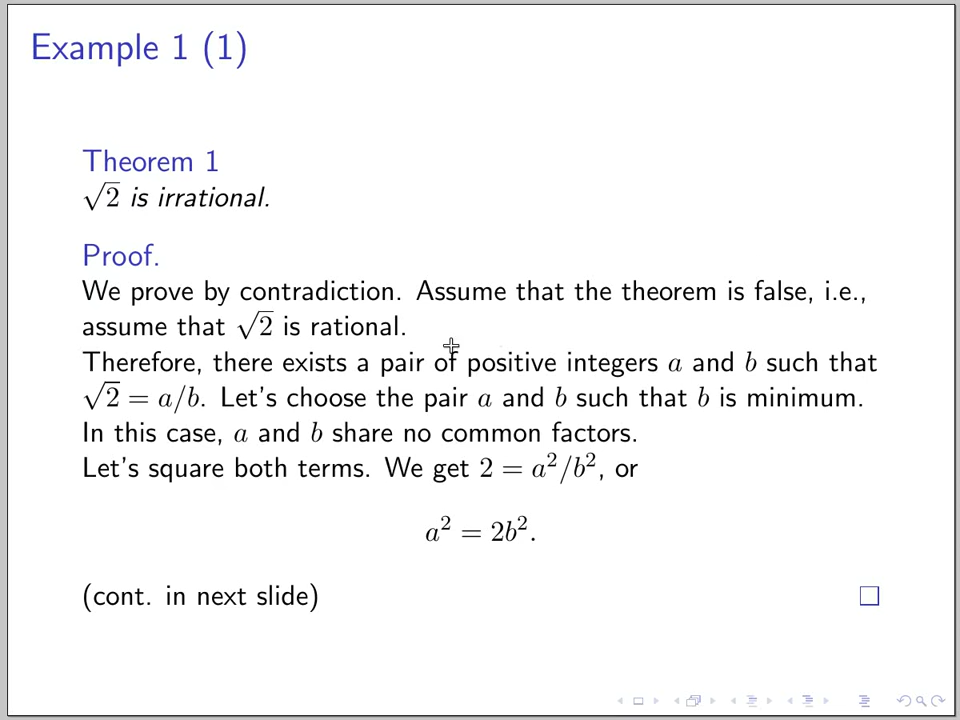 Example 1 (1)
Theorem 1
√2 is irrational.
Proof.
We prove by contradiction. Assume that the theorem is false, i.e.,
assume that √2 is rational.
Therefore, there exists a pair of positive integers a and b such that
√2 = a/b. Let's choose the pair a and b such that b is minimum.
In this case, a and b share no common factors.
Let's square both terms. We get 2 = a²/b², or
a² = 2b².
(cont. in next slide)